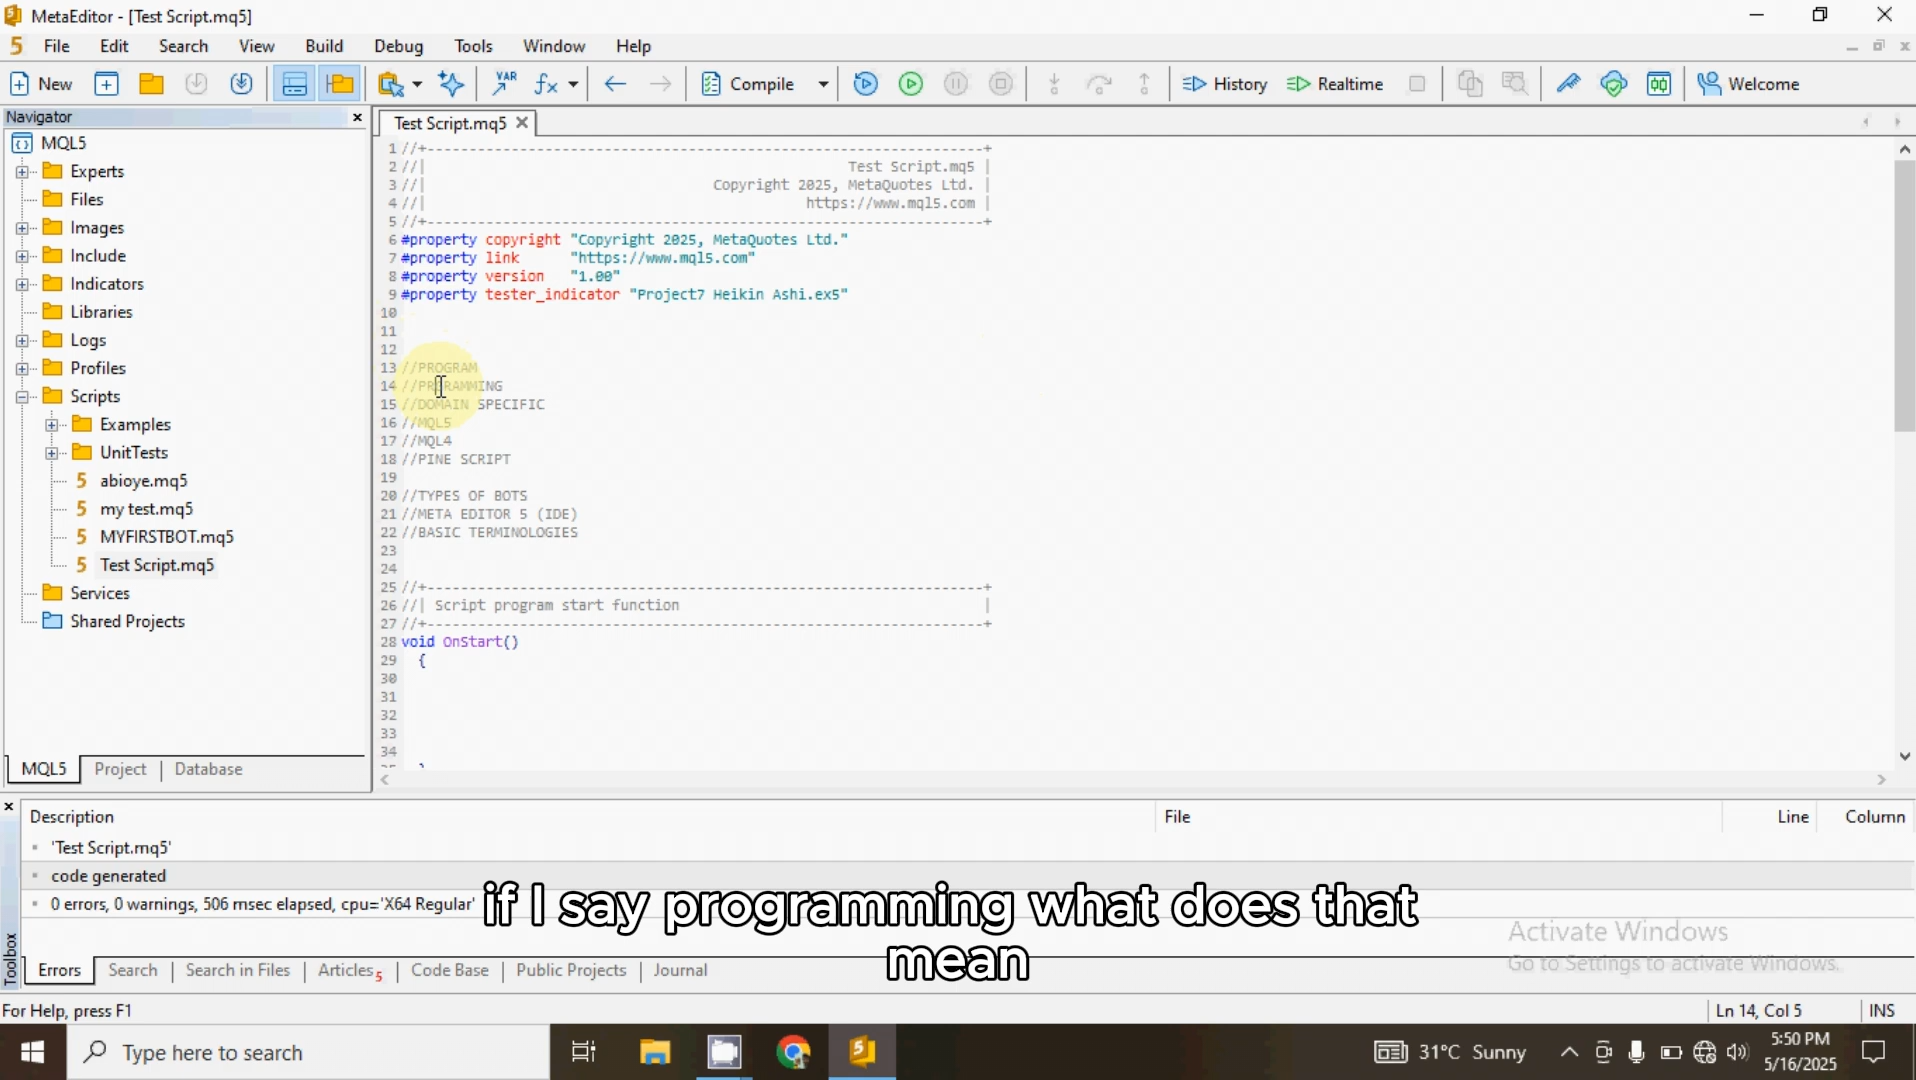 MetaEditor - [Test Script.mq5]
File Edit Search View Build Debug Tools Window Help
New VAR Compile History Realtime Welcome
Navigator
MQL5
Experts
Files
Images
Include
Indicators
Libraries
Logs
Profiles
Scripts
Examples
UnitTests
abioye.mq5
my test.mq5
MYFIRSTBOT.mq5
Test Script.mq5
Services
Shared Projects
MQL5 Project Database
Test Script.mq5
1 //+------------------------------------------------------------------+
2 //| Test Script.mq5 |
3 //| Copyright 2025, MetaQuotes Ltd. |
4 //| https://www.mql5.com |
5 //+------------------------------------------------------------------+
6 #property copyright "Copyright 2025, MetaQuotes Ltd."
7 #property link "https://www.mql5.com"
8 #property version "1.00"
9 #property tester_indicator "Project7 Heikin Ashi.ex5"
10
11
12
13 //PROGRAM
14 //PROGRAMMING
15 //DOMAIN SPECIFIC
16 //MQL5
17 //MQL4
18 //PINE SCRIPT
19
20 //TYPES OF BOTS
21 //META EDITOR 5 (IDE)
22 //BASIC TERMINOLOGIES
23
24
25 //+------------------------------------------------------------------+
26 //| Script program start function |
27 //+------------------------------------------------------------------+
28 void OnStart()
29 {
30
31
32
33
34
Description File Line Column
'Test Script.mq5'
code generated
0 errors, 0 warnings, 506 msec elapsed, cpu='X64 Regular'
if I say programming what does that
mean
Activate Windows
Go to Settings to activate Windows.
Toolbox
Errors Search Search in Files Articles 5 Code Base Public Projects Journal
For Help, press F1 Ln 14, Col 5 INS
Type here to search 31°C Sunny 5:50 PM
5/16/2025